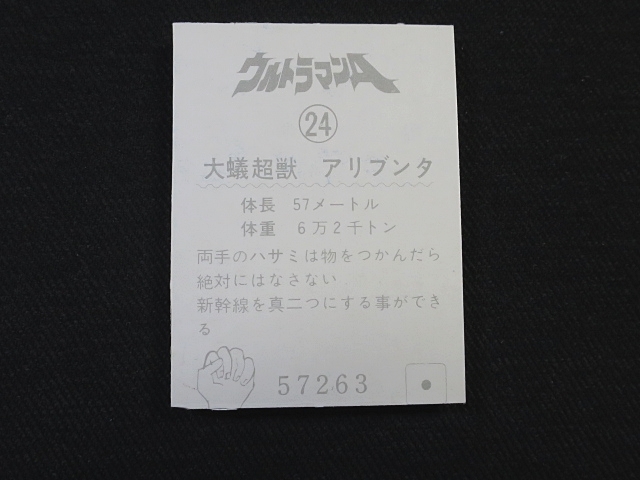 ウルトラマンA
24
大蟻超獣 アリブンタ
体長 57メートル
体重 6万2千トン
両手のハサミは物をつかんだら
絶対にはなさない
新幹線を真二つにする事ができ
る
57263